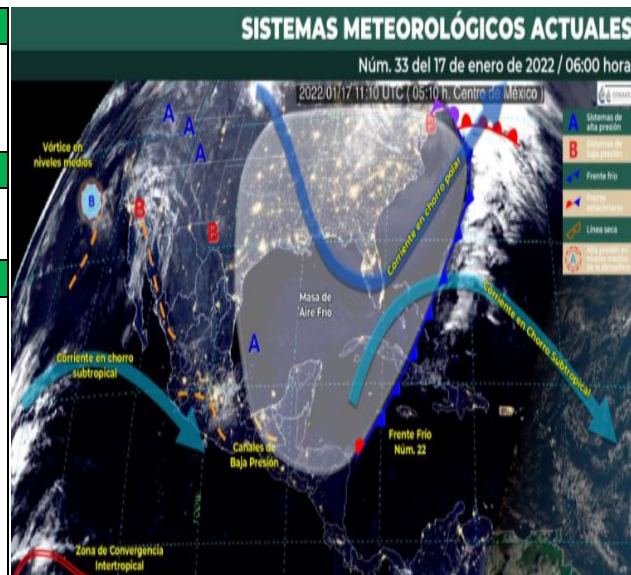 SISTEMAS METEOROLÓGICOS ACTUALES
Núm. 33 del 17 de enero de 2022 / 06:00 hora
2022/01/17 11:10 UTC ( 05:10 h. Centro de México )
CONAGUA
A
A
A
Vórtice en
niveles medios
B
B
B
B
A
Sistemas de
alta presión
B
Sistemas de
baja presión
Frente frío
Frente
estacionario
Línea seca
Corriente en chorro polar
Masa de
Aire Frío
A
Corriente en chorro
subtropical
Corriente en Chorro Subtropical
Canales de
Baja Presión
Frente Frío
Núm. 22
Zona de Convergencia
Intertropical